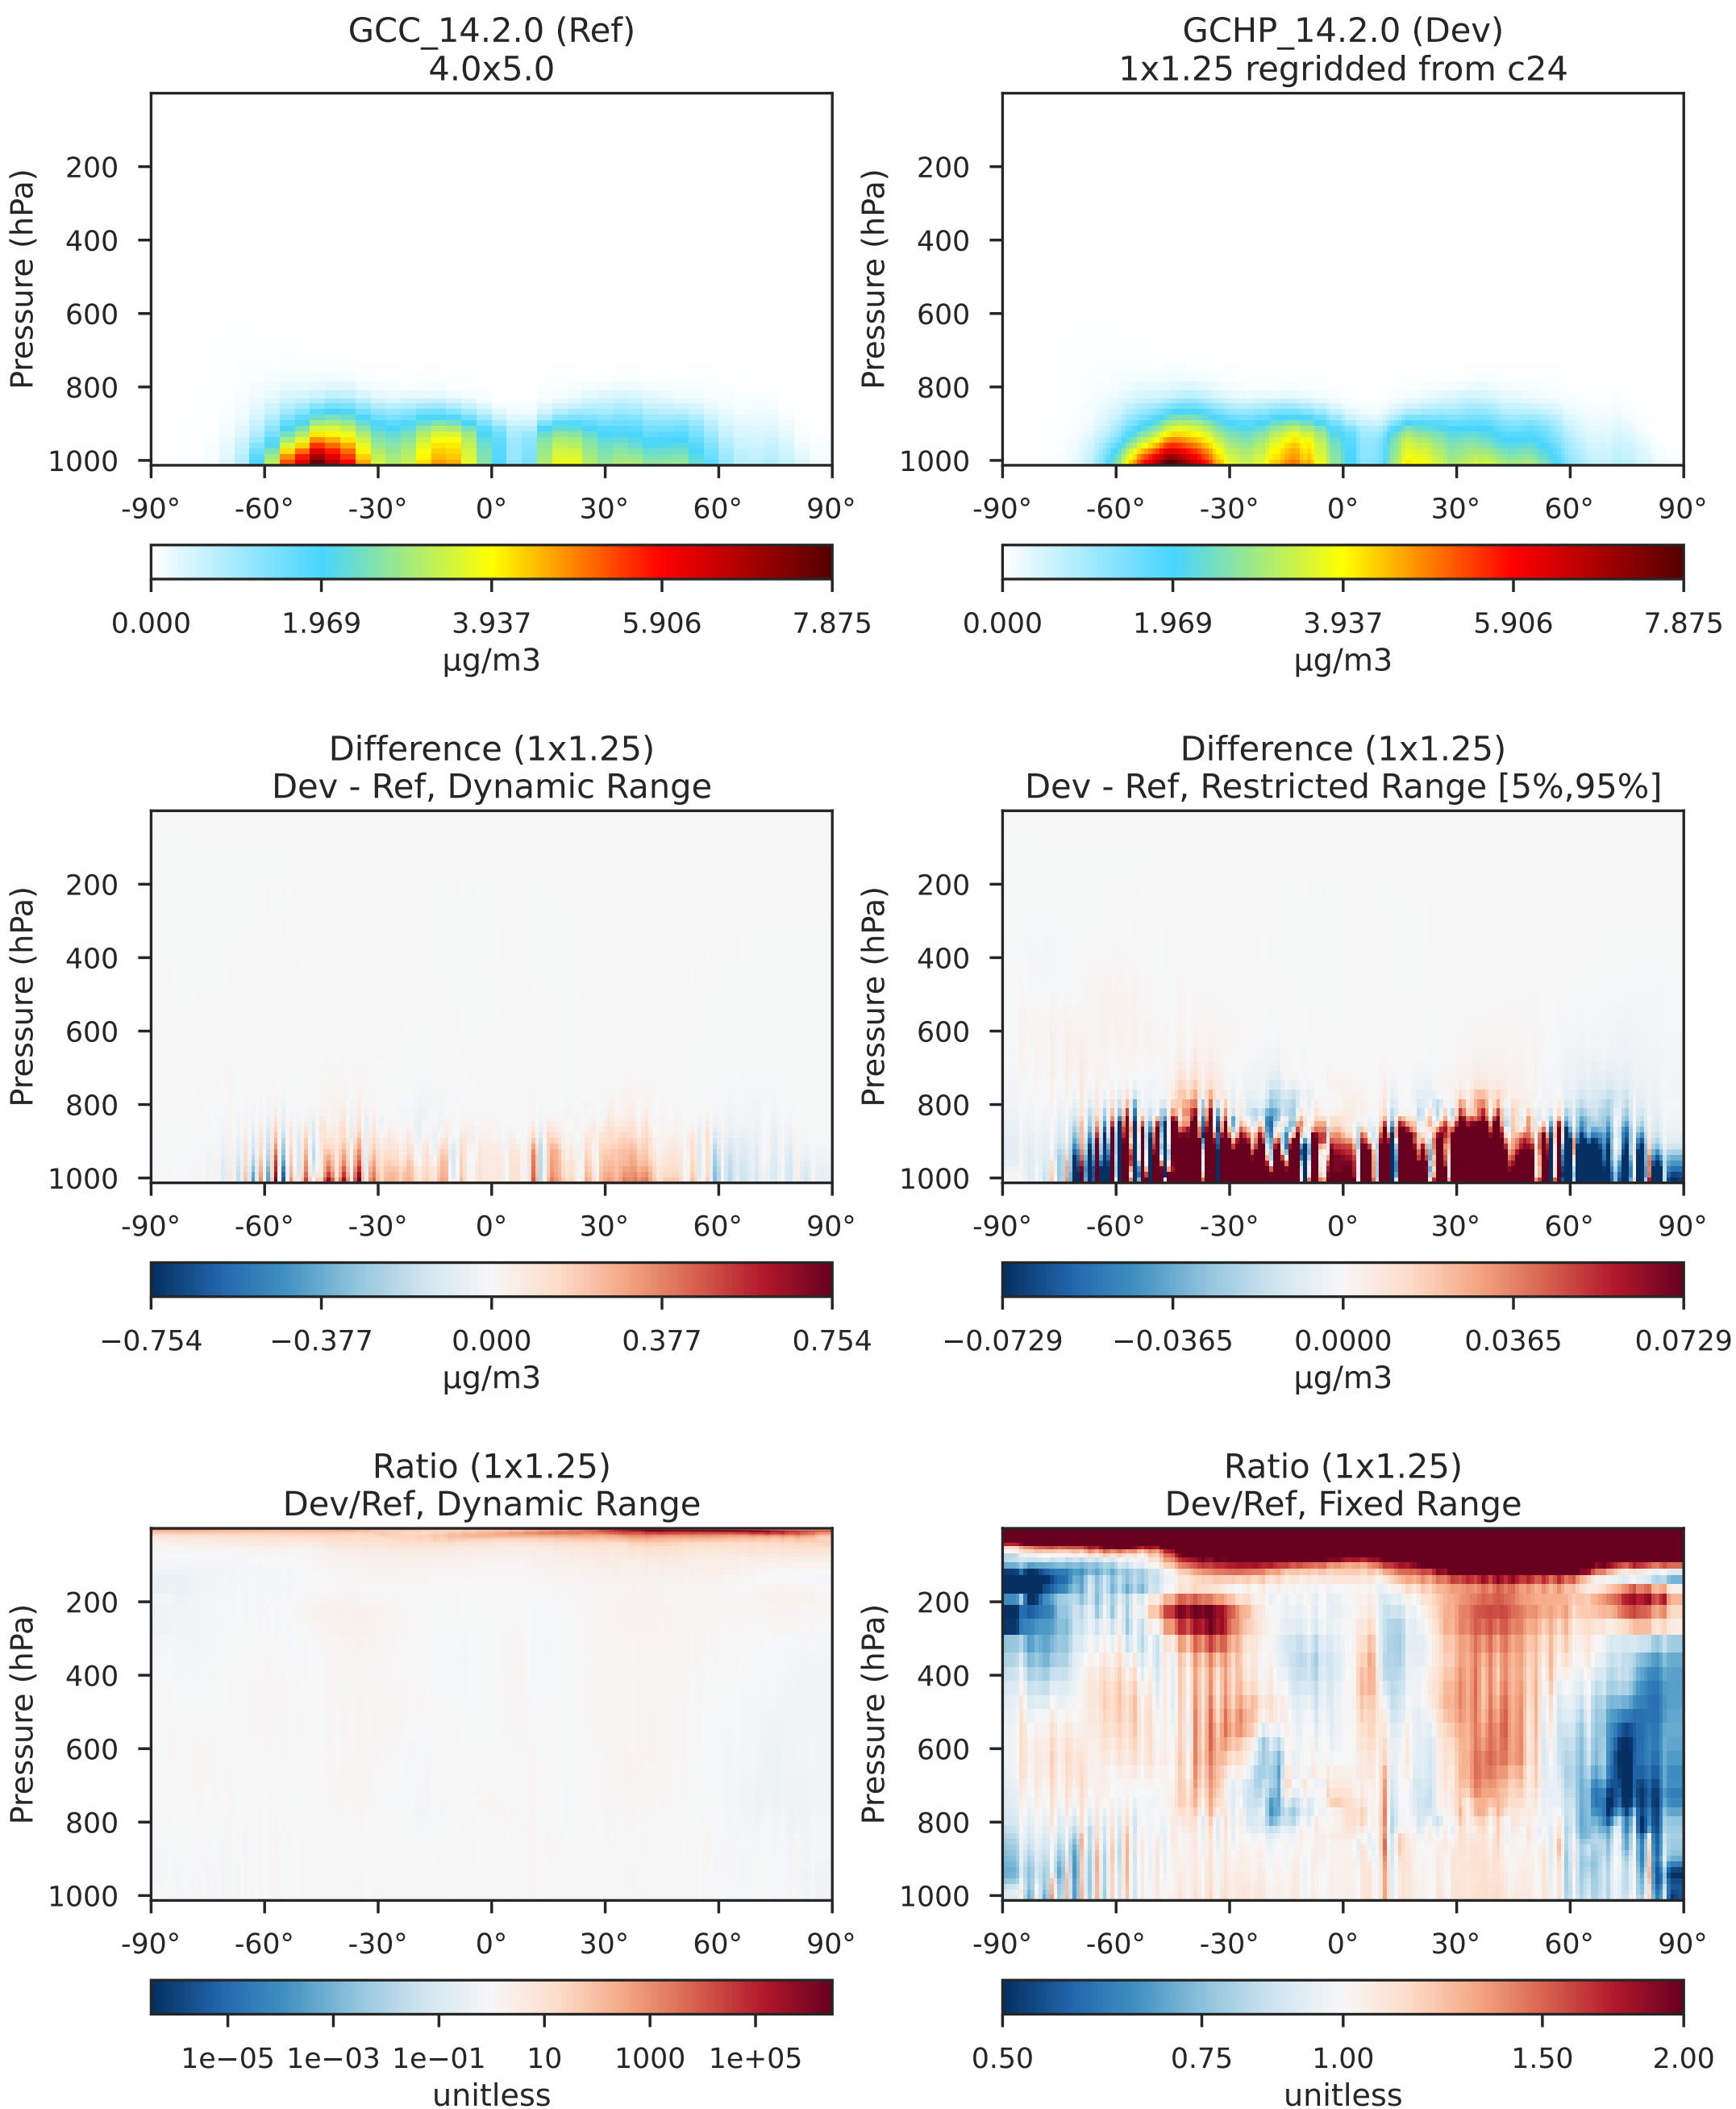 GCC_14.2.0 (Ref)
4.0x5.0
Pressure (hPa)
200
400
600
800
1000
-90° -60° -30° 0° 30° 60° 90°
0.000 1.969 3.937 5.906 7.875
μg/m3
GCHP_14.2.0 (Dev)
1x1.25 regridded from c24
Pressure (hPa)
200
400
600
800
1000
-90° -60° -30° 0° 30° 60° 90°
0.000 1.969 3.937 5.906 7.875
μg/m3
Difference (1x1.25)
Dev - Ref, Dynamic Range
Pressure (hPa)
200
400
600
800
1000
-90° -60° -30° 0° 30° 60° 90°
−0.754 −0.377 0.000 0.377 0.754
μg/m3
Difference (1x1.25)
Dev - Ref, Restricted Range [5%,95%]
Pressure (hPa)
200
400
600
800
1000
-90° -60° -30° 0° 30° 60° 90°
−0.0729 −0.0365 0.0000 0.0365 0.0729
μg/m3
Ratio (1x1.25)
Dev/Ref, Dynamic Range
Pressure (hPa)
200
400
600
800
1000
-90° -60° -30° 0° 30° 60° 90°
1e−05 1e−03 1e−01 10 1000 1e+05
unitless
Ratio (1x1.25)
Dev/Ref, Fixed Range
Pressure (hPa)
200
400
600
800
1000
-90° -60° -30° 0° 30° 60° 90°
0.50 0.75 1.00 1.50 2.00
unitless